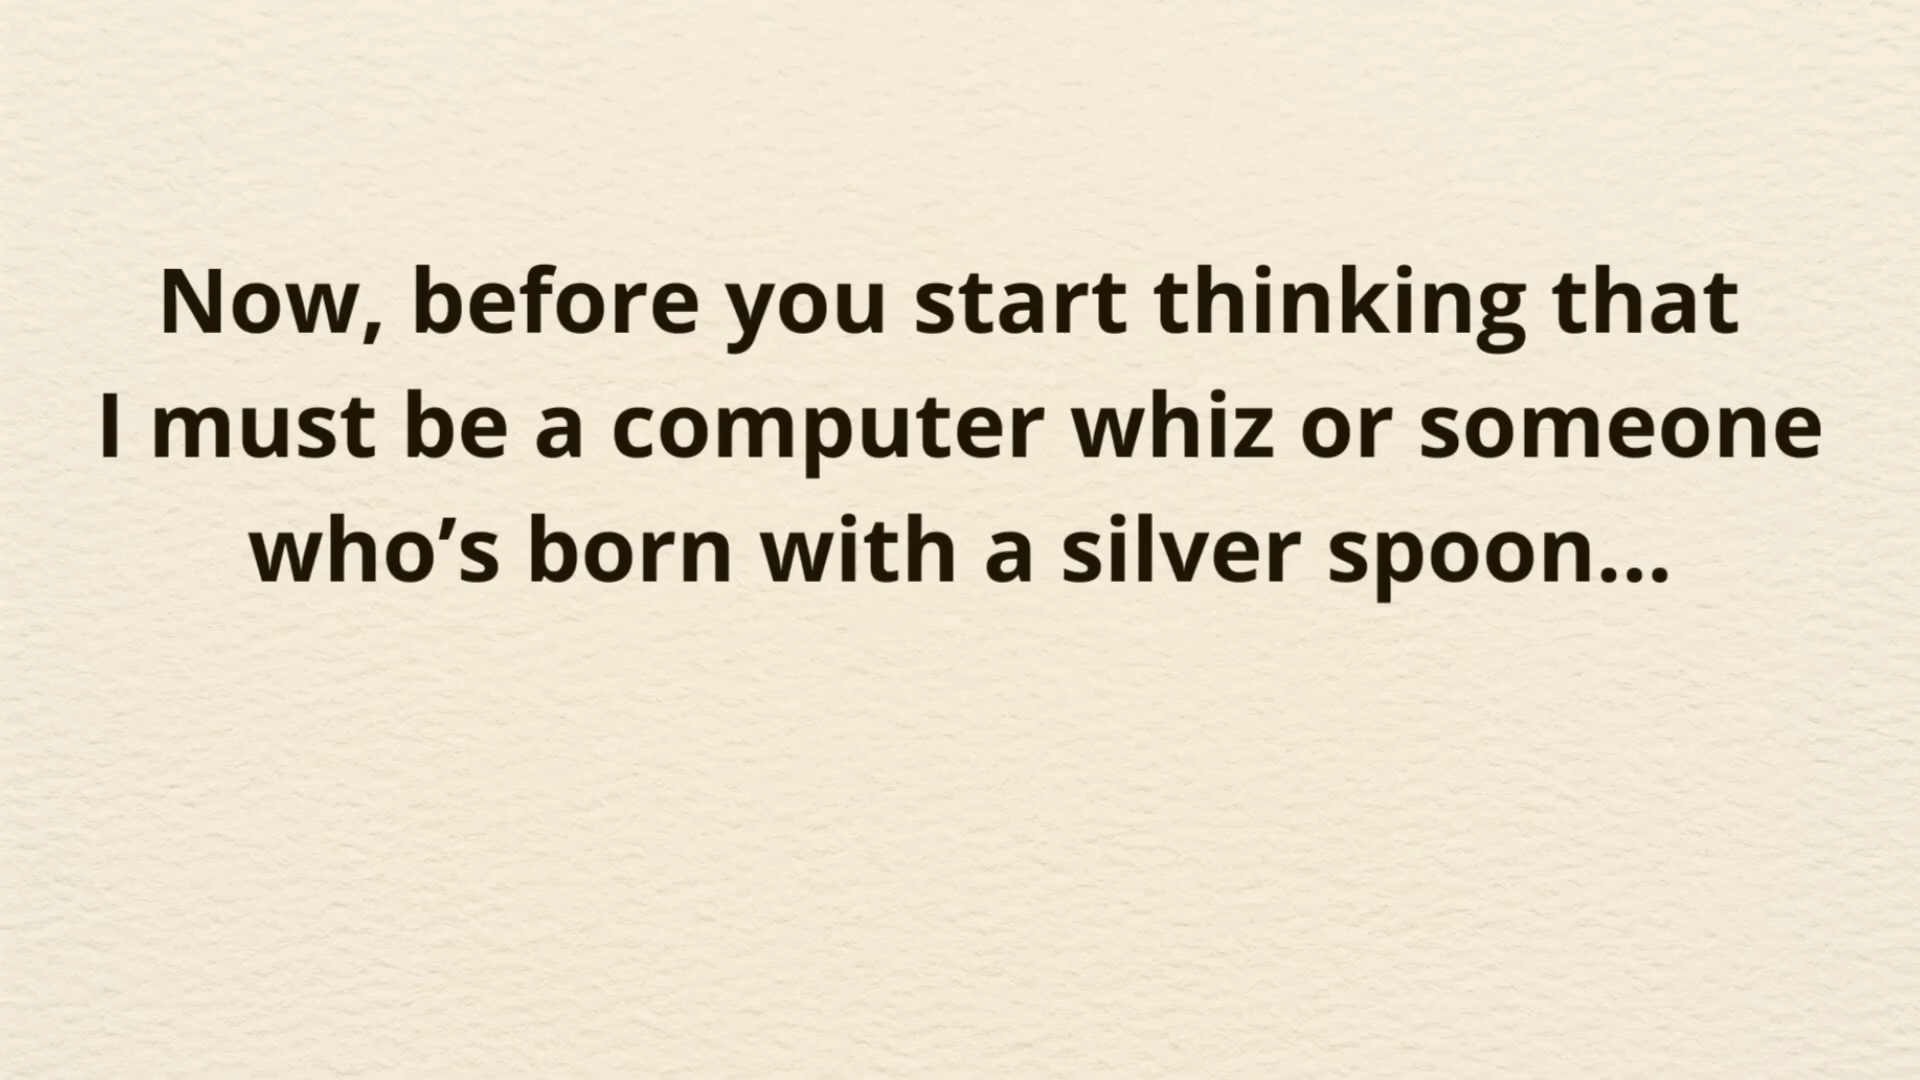 Now, before you start thinking that
I must be a computer whiz or someone
who’s born with a silver spoon...